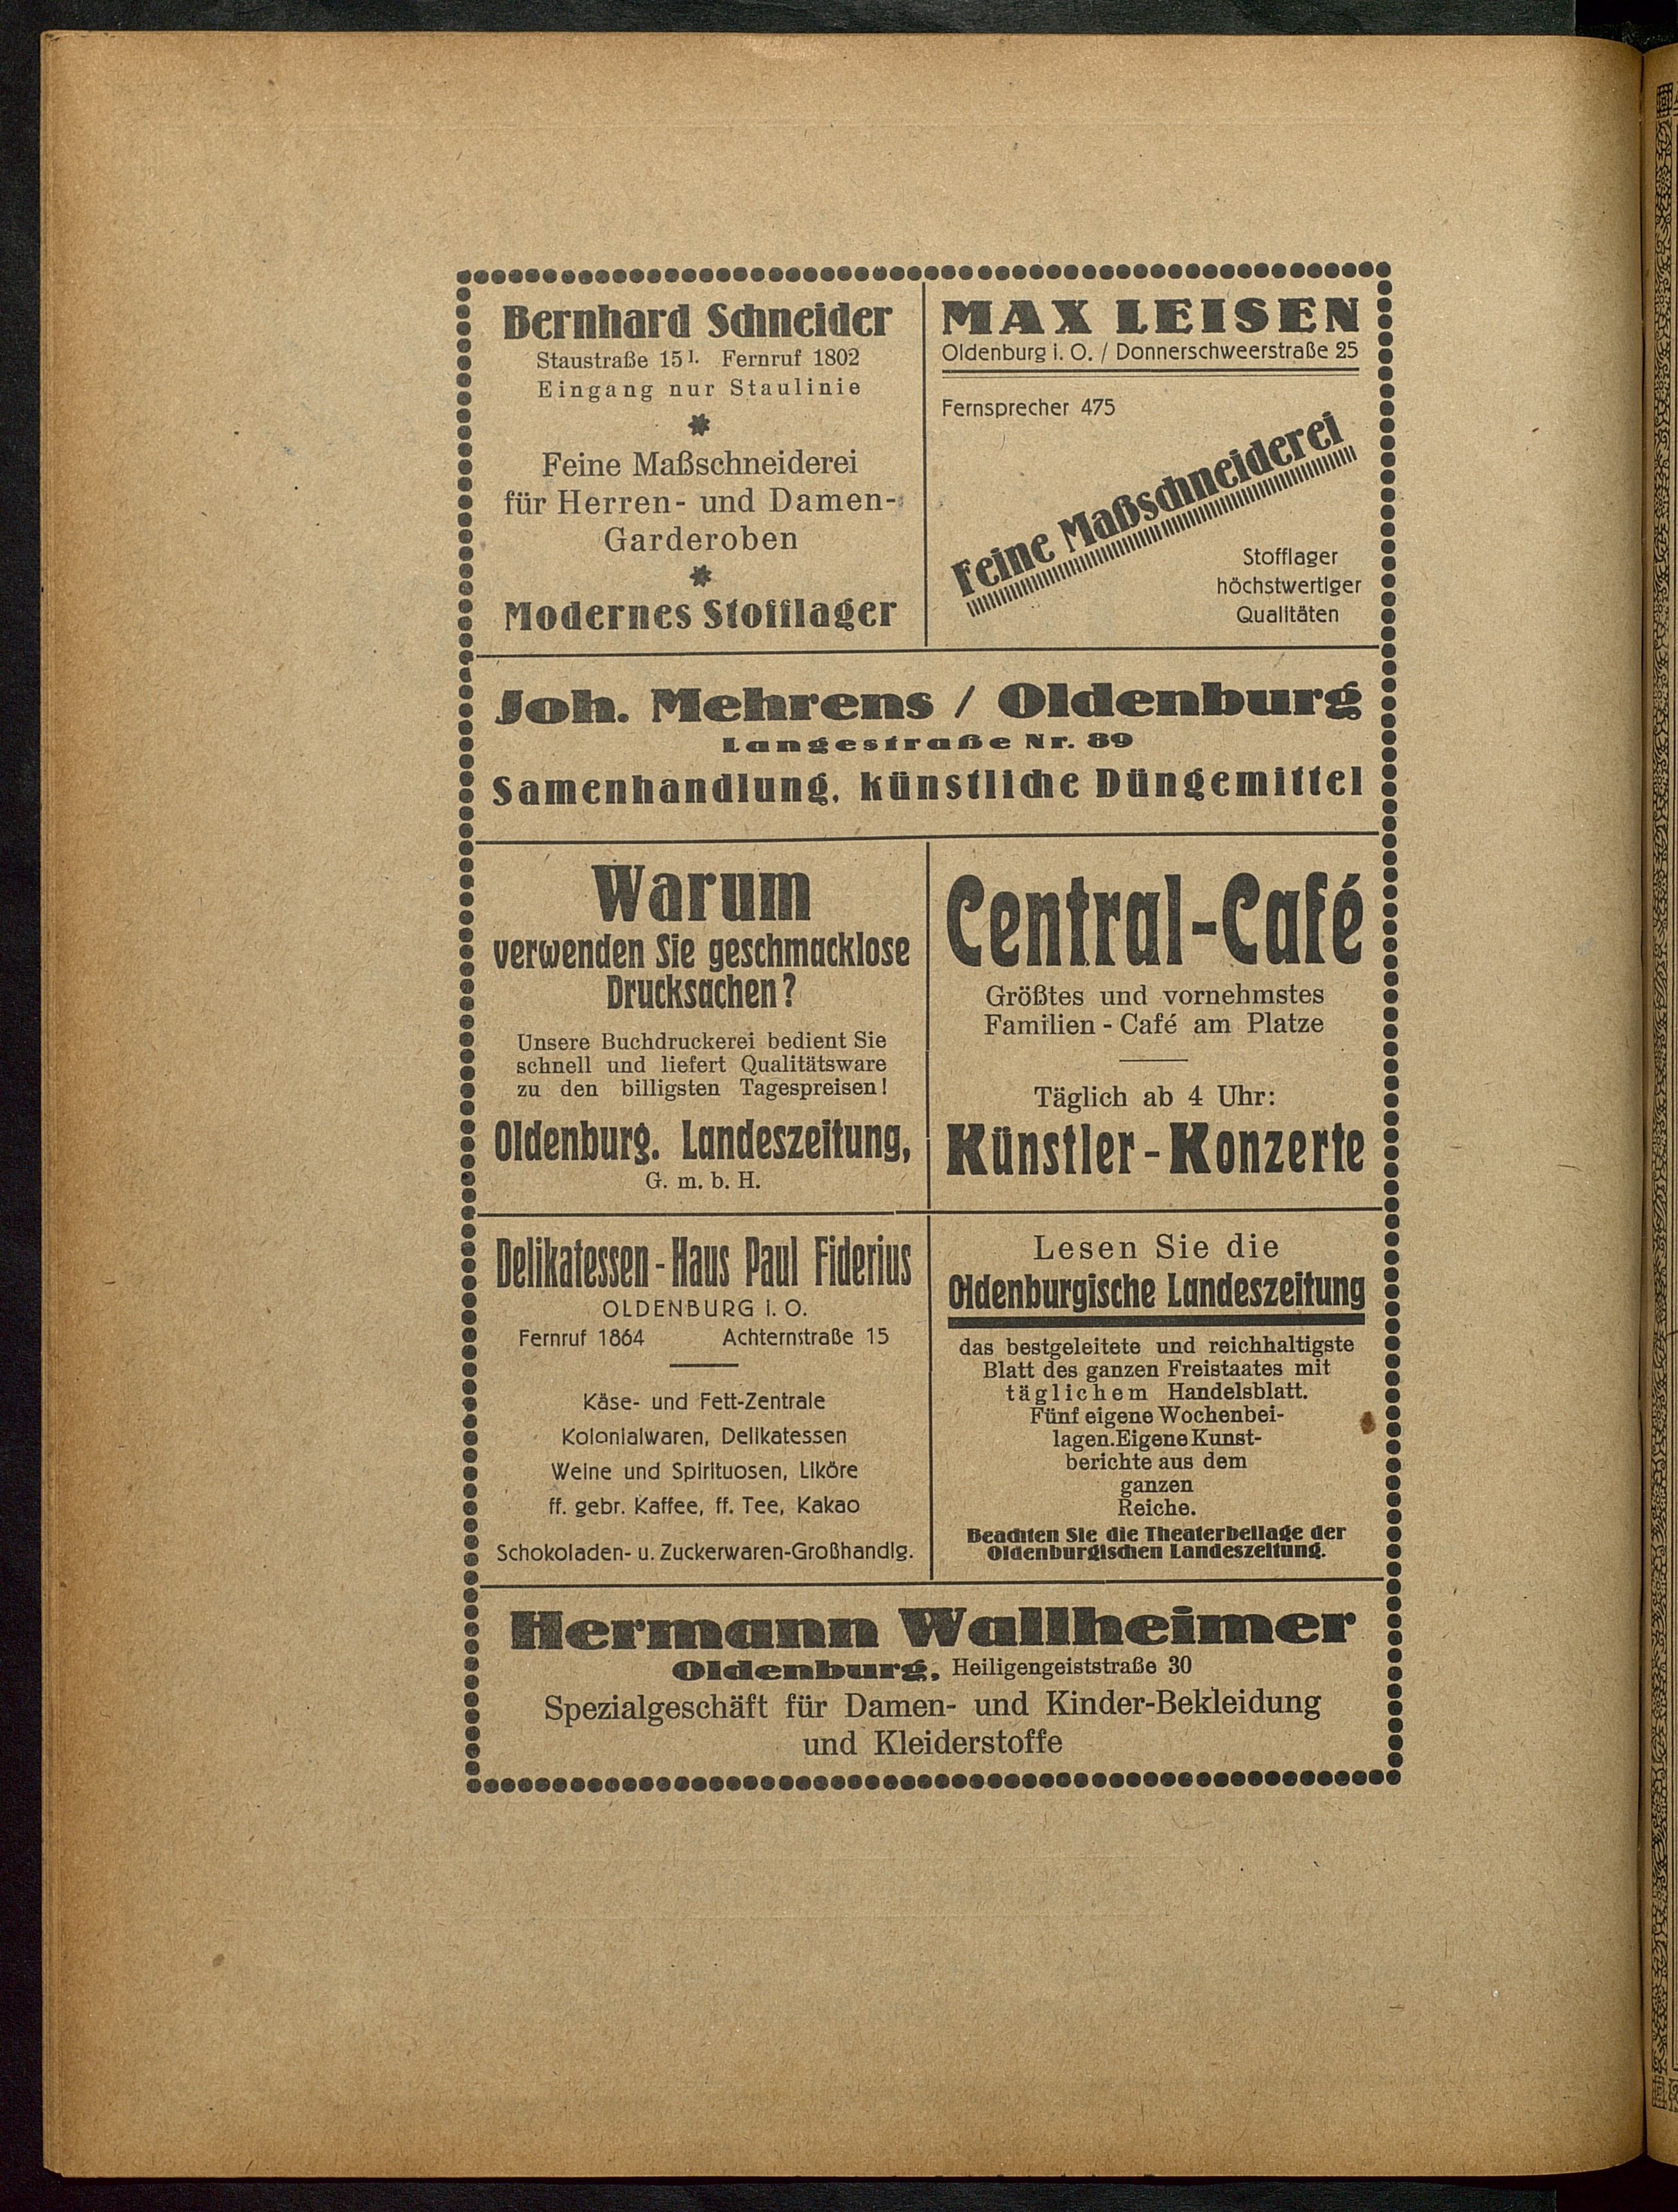 Bernhard Schneider
Staustraße 15 I. Fernruf 1802
Eingang nur Staulinie
Feine Maßschneiderei
für Herren- und Damen-
Garderoben
Modernes Stofflager
MAX LEISEN
Oldenburg i. O. / Donnerschweerstraße 25
Fernsprecher 475
Feine Maßschneiderei
Stofflager
höchstwertiger
Qualitäten
Joh. Mehrens / Oldenburg
Langestraße Nr. 89
Samenhandlung, künstliche Düngemittel
Warum
verwenden Sie geschmacklose
Drucksachen?
Unsere Buchdruckerei bedient Sie
schnell und liefert Qualitätsware
zu den billigsten Tagespreisen!
Oldenburg. Landeszeitung,
G. m. b. H.
Central-Café
Größtes und vornehmstes
Familien-Café am Platze
Täglich ab 4 Uhr:
Künstler-Konzerte
Delikatessen-Haus Paul Fiderius
OLDENBURG i. O.
Fernruf 1864 Achternstraße 15
Käse- und Fett-Zentrale
Kolonialwaren, Delikatessen
Weine und Spirituosen, Liköre
ff. gebr. Kaffee, ff. Tee, Kakao
Schokoladen- u. Zuckerwaren-Großhandlg.
Lesen Sie die
Oldenburgische Landeszeitung
das bestgeleitete und reichhaltigste
Blatt des ganzen Freistaates mit
täglichem Handelsblatt.
Fünf eigene Wochenbei-
lagen. Eigene Kunst-
berichte aus dem
ganzen
Reiche.
Beachten Sie die Theaterbeilage der
Oldenburgischen Landeszeitung.
Hermann Wallheimer
Oldenburg, Heiligengeiststraße 30
Spezialgeschäft für Damen- und Kinder-Bekleidung
und Kleiderstoffe